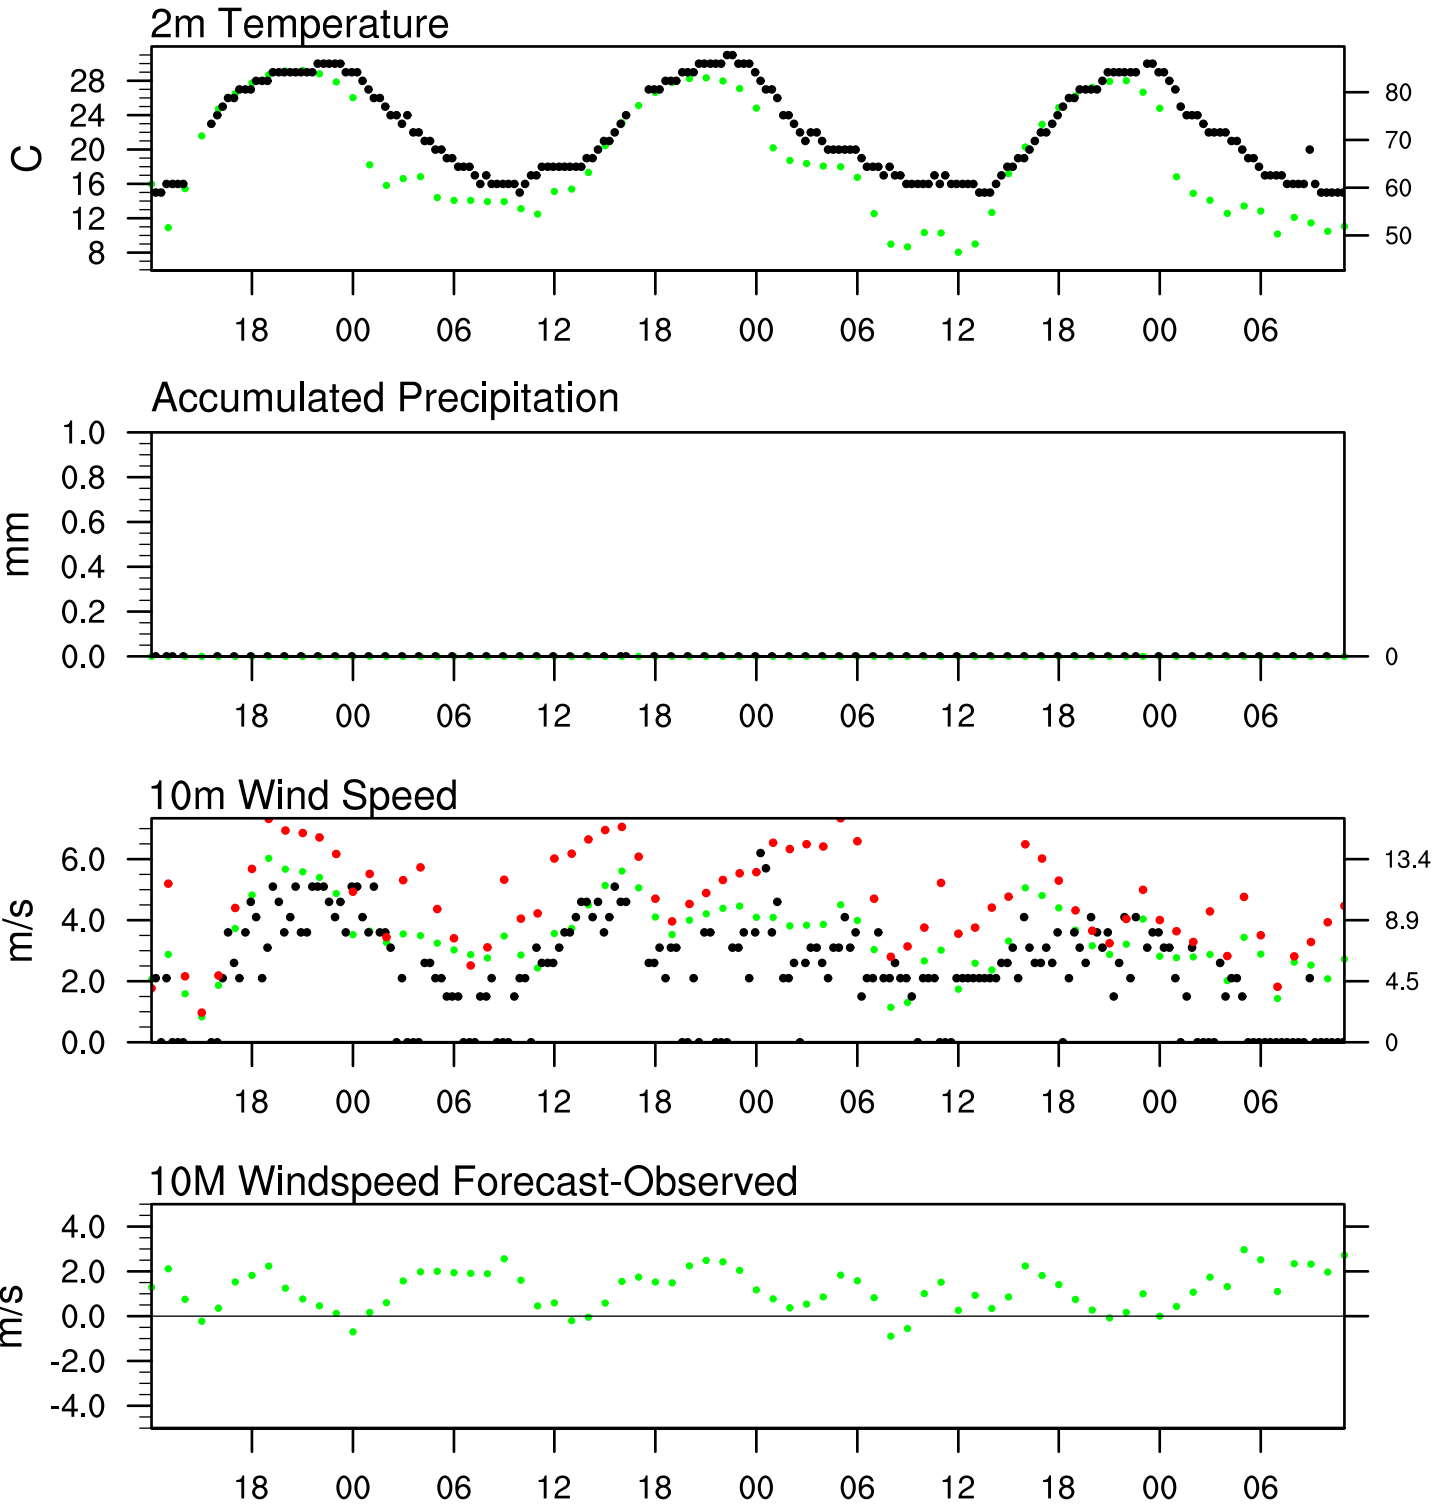 2m Temperature
C
28
24
20
16
12
8
80
70
60
50
18 00 06 12 18 00 06 12 18 00 06
Accumulated Precipitation
mm
1.0
0.8
0.6
0.4
0.2
0.0
0
18 00 06 12 18 00 06 12 18 00 06
10m Wind Speed
m/s
6.0
4.0
2.0
0.0
13.4
8.9
4.5
0
18 00 06 12 18 00 06 12 18 00 06
10M Windspeed Forecast-Observed
m/s
4.0
2.0
0.0
-2.0
-4.0
18 00 06 12 18 00 06 12 18 00 06